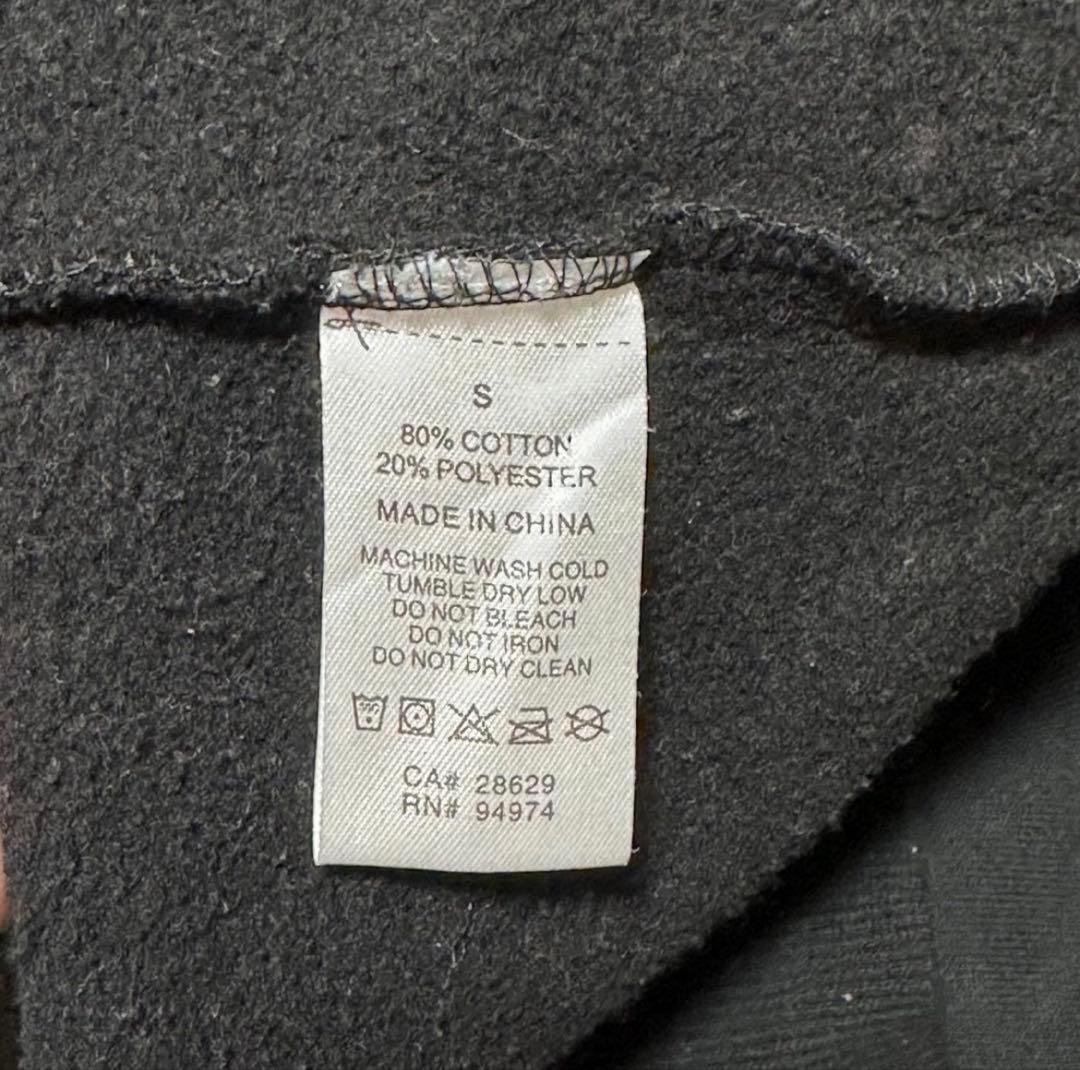 S
80% COTTON
20% POLYESTER
MADE IN CHINA
MACHINE WASH COLD
TUMBLE DRY LOW
DO NOT BLEACH
DO NOT IRON
DO NOT DRY CLEAN
CA# 28629
RN# 94974